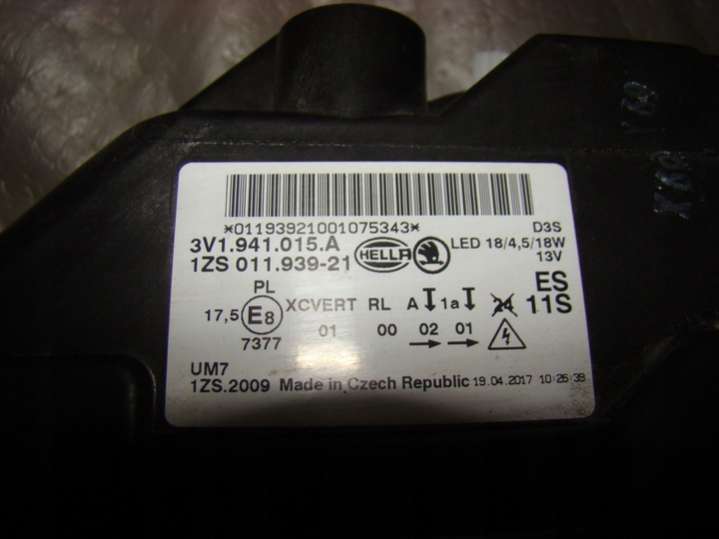 *01193921001075343*
D3S
3V1.941.015.A
HELLA
LED 18/4,5/18W
1ZS 011.939-21
13V
PL
ES
17,5 E8 XCVERT RL A 1a 24 11S
7377 01 00 02 01
UM7
1ZS.2009 Made in Czech Republic 19.04.2017 10:26:39